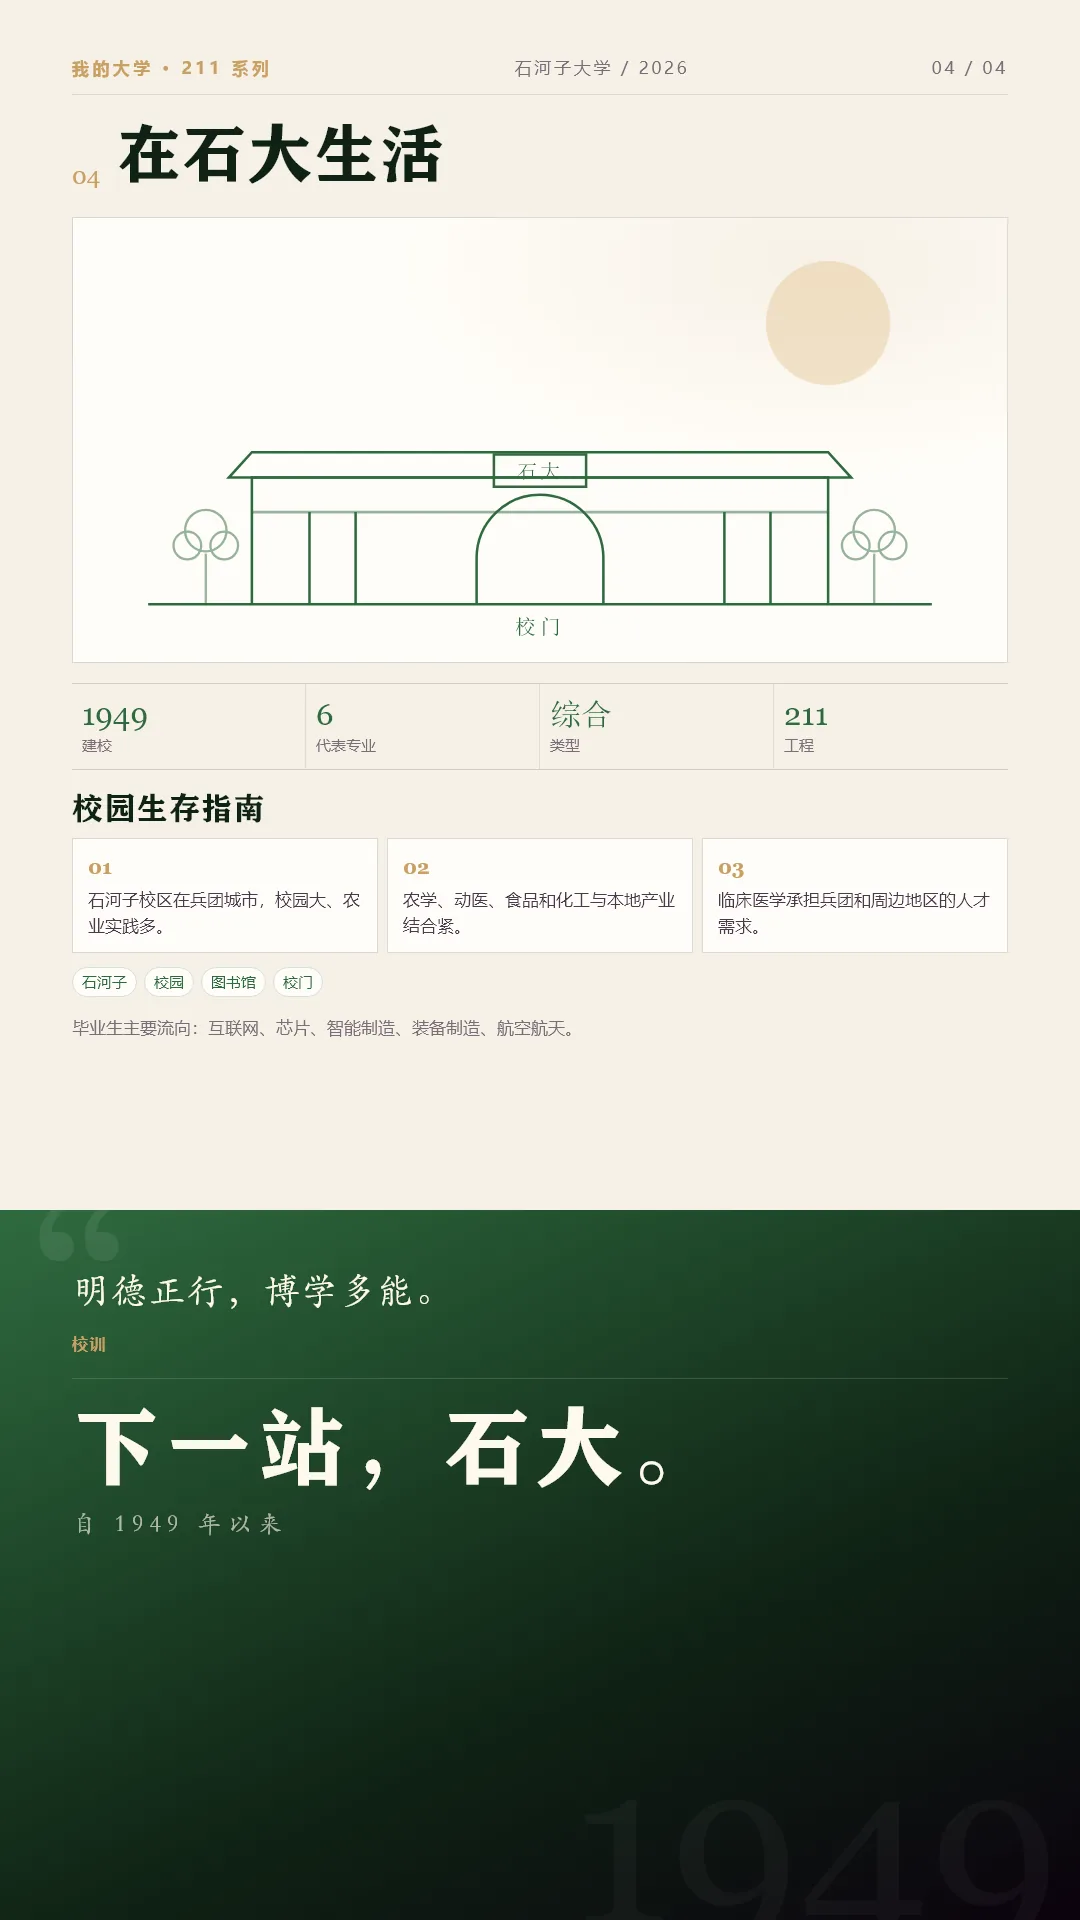 我的大学 · 211 系列
石河子大学 / 2026
04 / 04
04 在石大生活
石大
校门
1949
建校
6
代表专业
综合
类型
211
工程
校园生存指南
01
石河子校区在兵团城市，校园大、农
业实践多。
02
农学、动医、食品和化工与本地产业
结合紧。
03
临床医学承担兵团和周边地区的人才
需求。
石河子 校园 图书馆 校门
毕业生主要流向：互联网、芯片、智能制造、装备制造、航空航天。
“
明德正行，博学多能。
校训
下一站，石大。
自 1949 年以来
1949